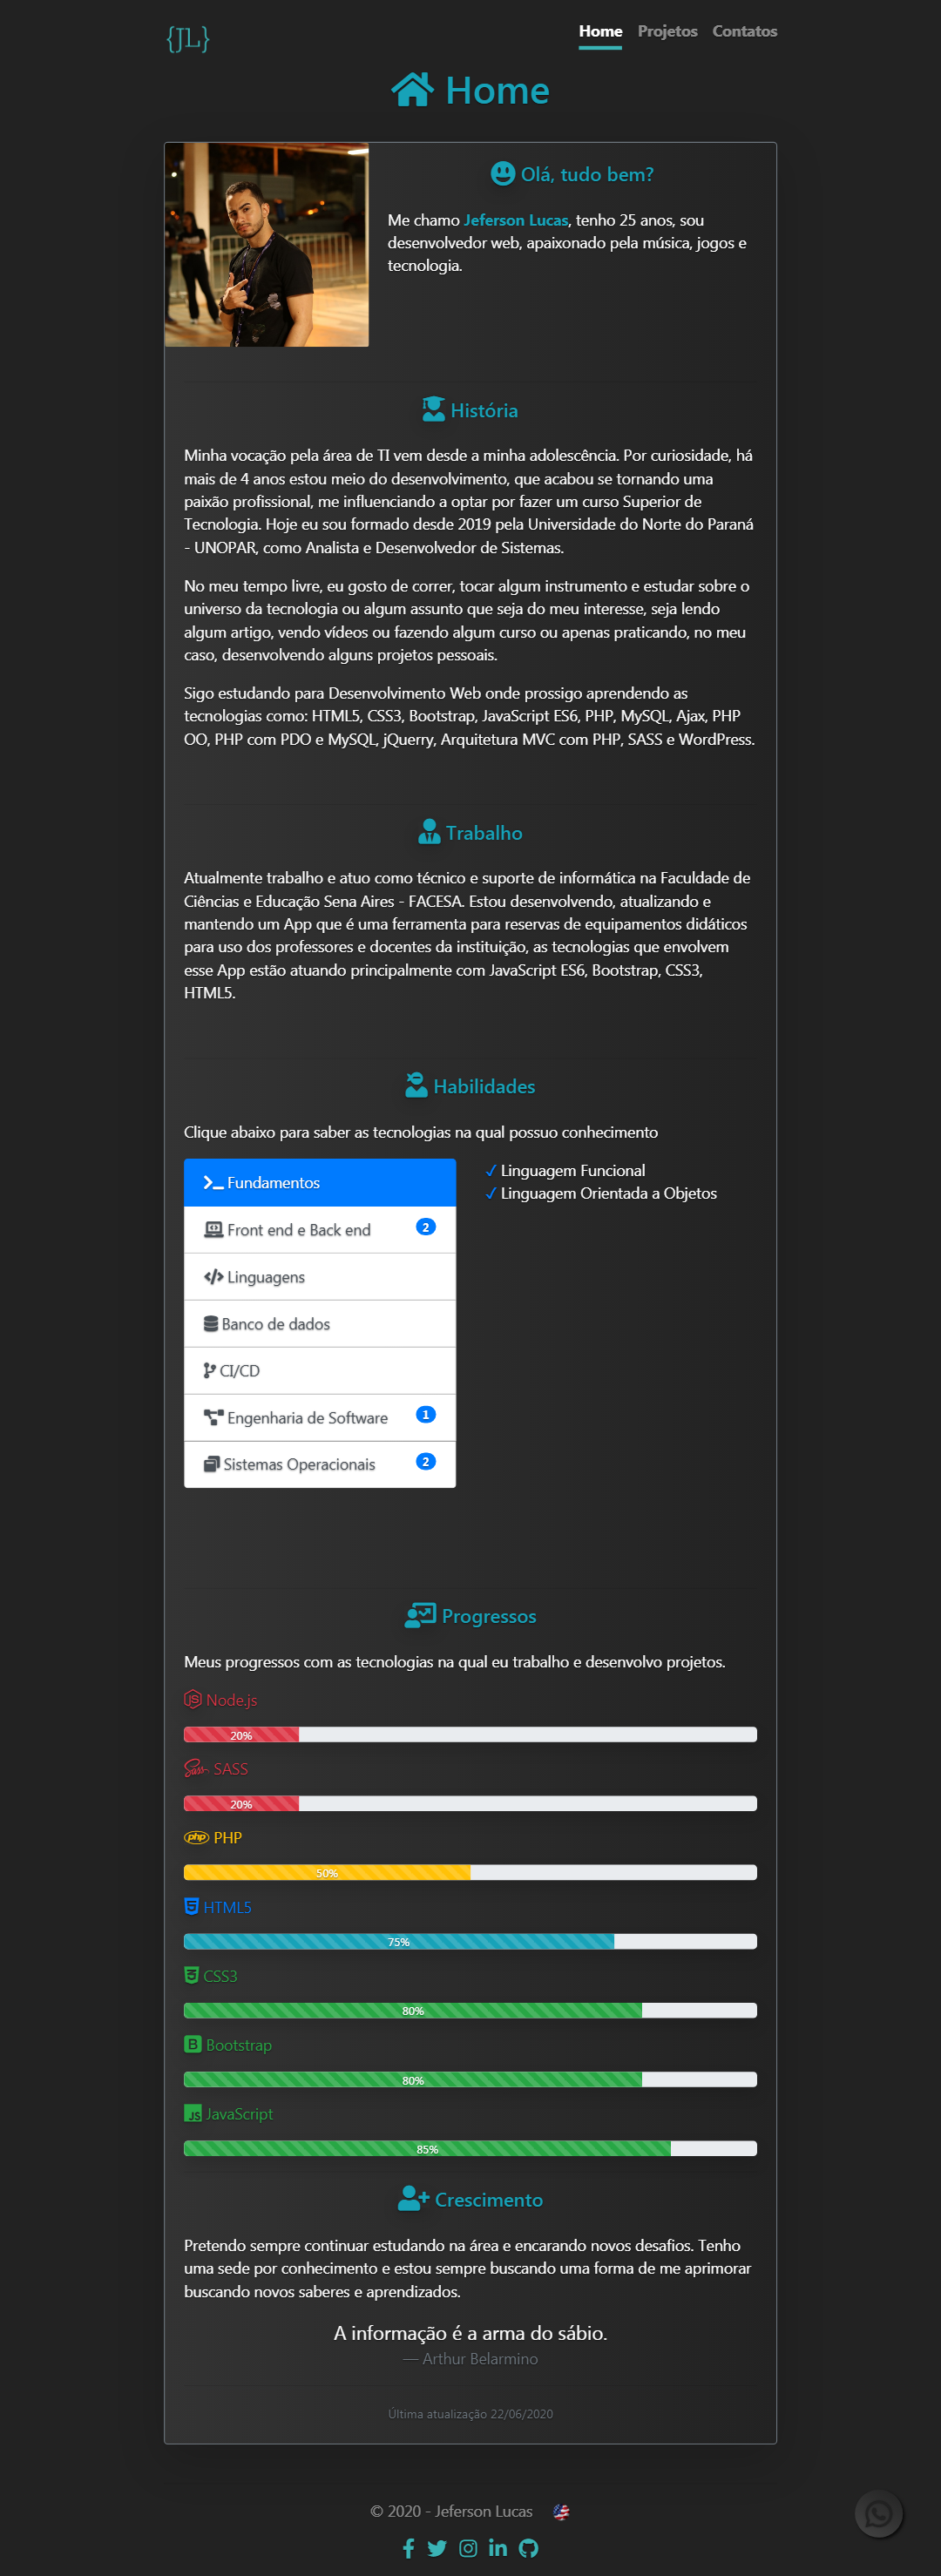 {JL}
Home Projetos Contatos
Home
Olá, tudo bem?
Me chamo Jeferson Lucas, tenho 25 anos, sou
desenvolvedor web, apaixonado pela música, jogos e
tecnologia.
História
Minha vocação pela área de TI vem desde a minha adolescência. Por curiosidade, há
mais de 4 anos estou meio do desenvolvimento, que acabou se tornando uma
paixão profissional, me influenciando a optar por fazer um curso Superior de
Tecnologia. Hoje eu sou formado desde 2019 pela Universidade do Norte do Paraná
- UNOPAR, como Analista e Desenvolvedor de Sistemas.
No meu tempo livre, eu gosto de correr, tocar algum instrumento e estudar sobre o
universo da tecnologia ou algum assunto que seja do meu interesse, seja lendo
algum artigo, vendo vídeos ou fazendo algum curso ou apenas praticando, no meu
caso, desenvolvendo alguns projetos pessoais.
Sigo estudando para Desenvolvimento Web onde prossigo aprendendo as
tecnologias como: HTML5, CSS3, Bootstrap, JavaScript ES6, PHP, MySQL, Ajax, PHP
OO, PHP com PDO e MySQL, jQuerry, Arquitetura MVC com PHP, SASS e WordPress.
Trabalho
Atualmente trabalho e atuo como técnico e suporte de informática na Faculdade de
Ciências e Educação Sena Aires - FACESA. Estou desenvolvendo, atualizando e
mantendo um App que é uma ferramenta para reservas de equipamentos didáticos
para uso dos professores e docentes da instituição, as tecnologias que envolvem
esse App estão atuando principalmente com JavaScript ES6, Bootstrap, CSS3,
HTML5.
Habilidades
Clique abaixo para saber as tecnologias na qual possuo conhecimento
Fundamentos
Front end e Back end 2
Linguagens
Banco de dados
CI/CD
Engenharia de Software 1
Sistemas Operacionais 2
✓ Linguagem Funcional
✓ Linguagem Orientada a Objetos
Progressos
Meus progressos com as tecnologias na qual eu trabalho e desenvolvo projetos.
Node.js
20%
Sass SASS
20%
php PHP
50%
HTML5
75%
CSS3
80%
B Bootstrap
80%
JS JavaScript
85%
Crescimento
Pretendo sempre continuar estudando na área e encarando novos desafios. Tenho
uma sede por conhecimento e estou sempre buscando uma forma de me aprimorar
buscando novos saberes e aprendizados.
A informação é a arma do sábio.
— Arthur Belarmino
Última atualização 22/06/2020
© 2020 - Jeferson Lucas